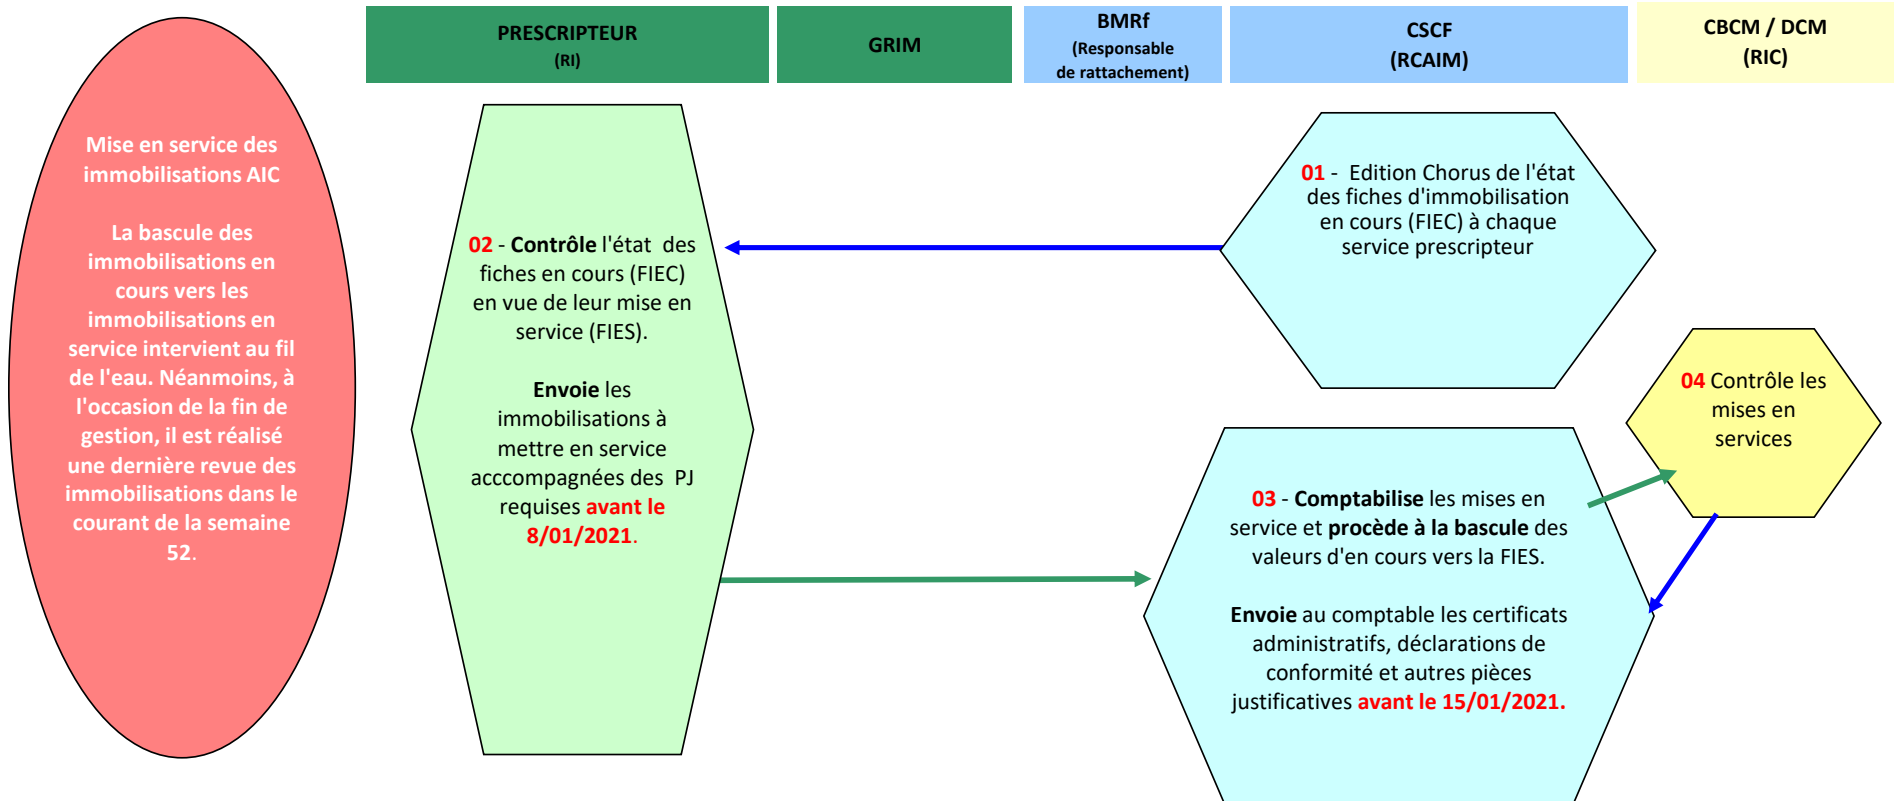 PRESCRIPTEUR
(RI)
GRIM
BMRf
(Responsable
de rattachement)
CSCF
(RCAIM)
CBCM / DCM
(RIC)
Mise en service des
immobilisations AIC
La bascule des
immobilisations en
cours vers les
immobilisations en
service intervient au fil
de l'eau. Néanmoins, à
l'occasion de la fin de
gestion, il est réalisé
une dernière revue des
immobilisations dans le
courant de la semaine
52.
01 - Edition Chorus de l'état
des fiches d'immobilisation
en cours (FIEC) à chaque
service prescripteur
02 - Contrôle l'état des
fiches en cours (FIEC)
en vue de leur mise en
service (FIES).
Envoie les
immobilisations à
mettre en service
acccompagnées des PJ
requises avant le
8/01/2021.
03 - Comptabilise les mises en
service et procède à la bascule des
valeurs d'en cours vers la FIES.
Envoie au comptable les certificats
administratifs, déclarations de
conformité et autres pièces
justificatives avant le 15/01/2021.
04 Contrôle les
mises en
services